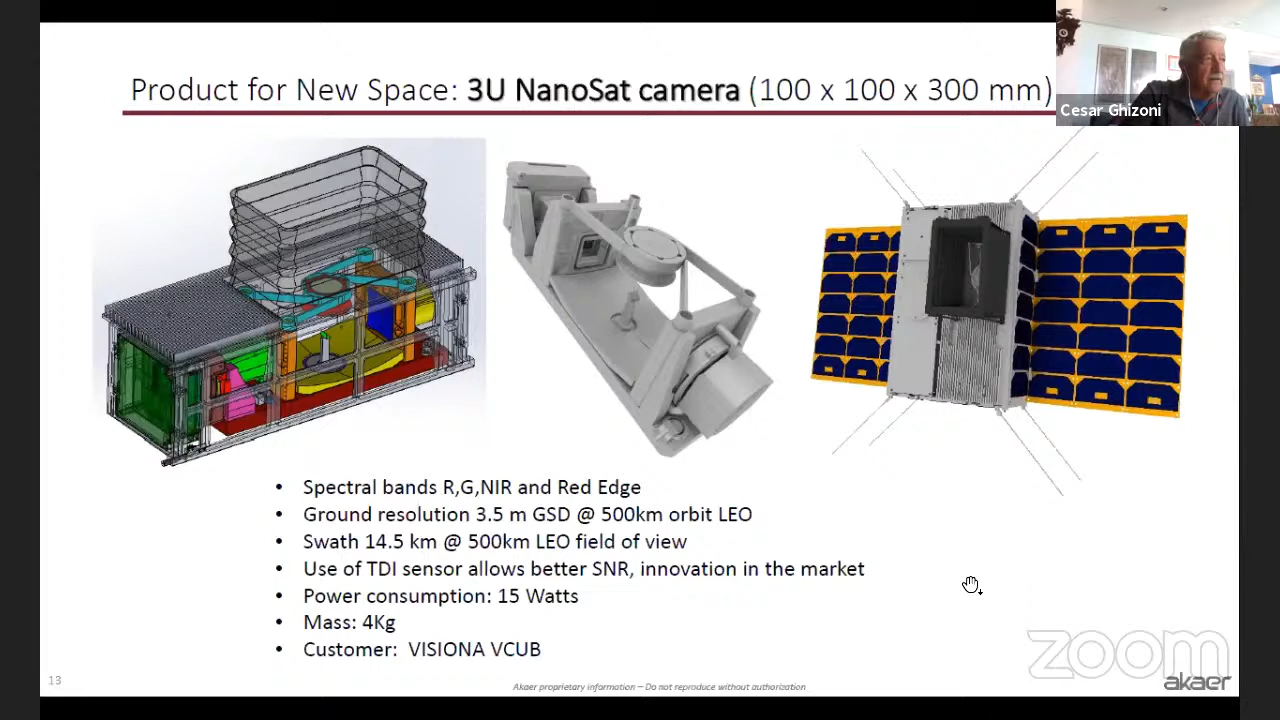 Product for New Space: 3U NanoSat camera (100 x 100 x 300 mm)
Cesar Ghizoni
• Spectral bands R,G,NIR and Red Edge
• Ground resolution 3.5 m GSD @ 500km orbit LEO
• Swath 14.5 km @ 500km LEO field of view
• Use of TDI sensor allows better SNR, innovation in the market
• Power consumption: 15 Watts
• Mass: 4Kg
• Customer: VISIONA VCUB
zoom
13
Akaer proprietary information – Do not reproduce without authorization
akaer